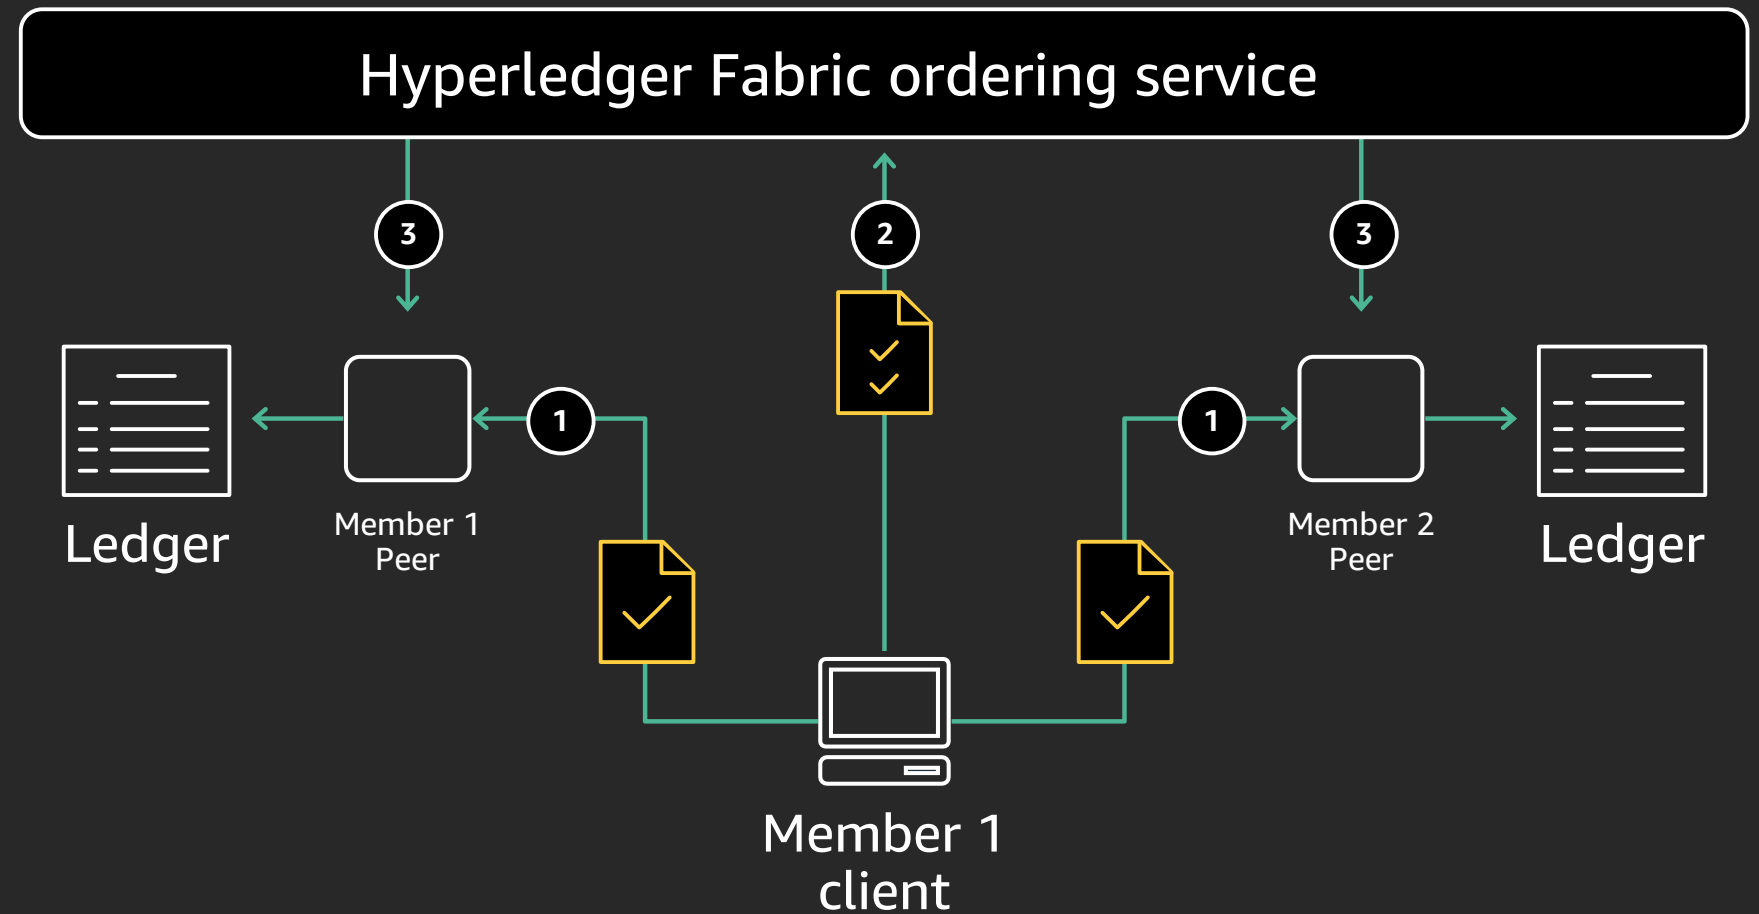 Hyperledger Fabric ordering service
3
2
3
1
1
Ledger
Member 1
Peer
Member 2
Peer
Ledger
Member 1
client